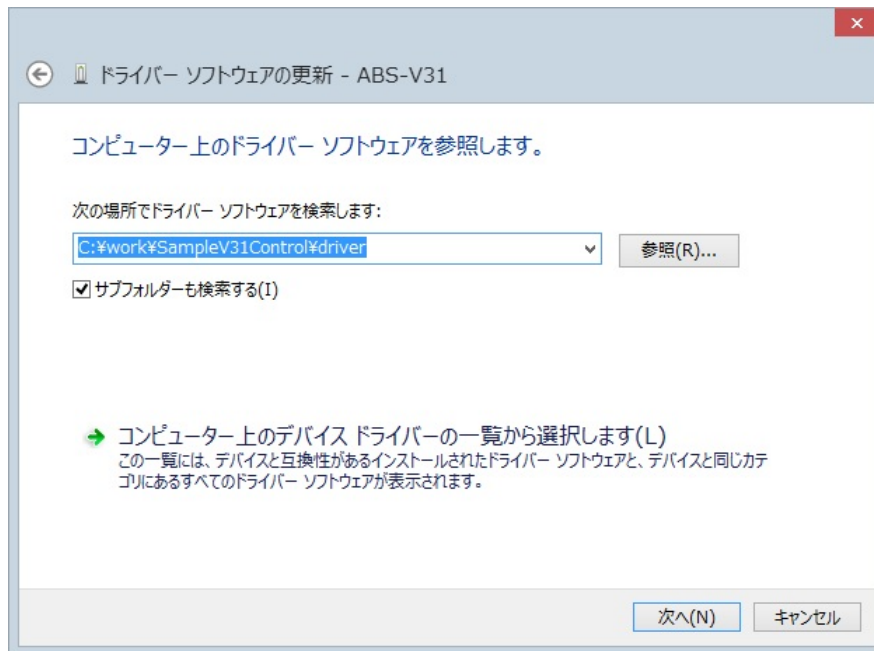 ドライバー ソフトウェアの更新 - ABS-V31
コンピューター上のドライバー ソフトウェアを参照します。
次の場所でドライバー ソフトウェアを検索します:
C:¥work¥SampleV31Control¥driver
参照(R)...
サブフォルダーも検索する(I)
コンピューター上のデバイス ドライバーの一覧から選択します(L)
この一覧には、デバイスと互換性があるインストールされたドライバー ソフトウェアと、デバイスと同じカテ
ゴリにあるすべてのドライバー ソフトウェアが表示されます。
次へ(N)
キャンセル